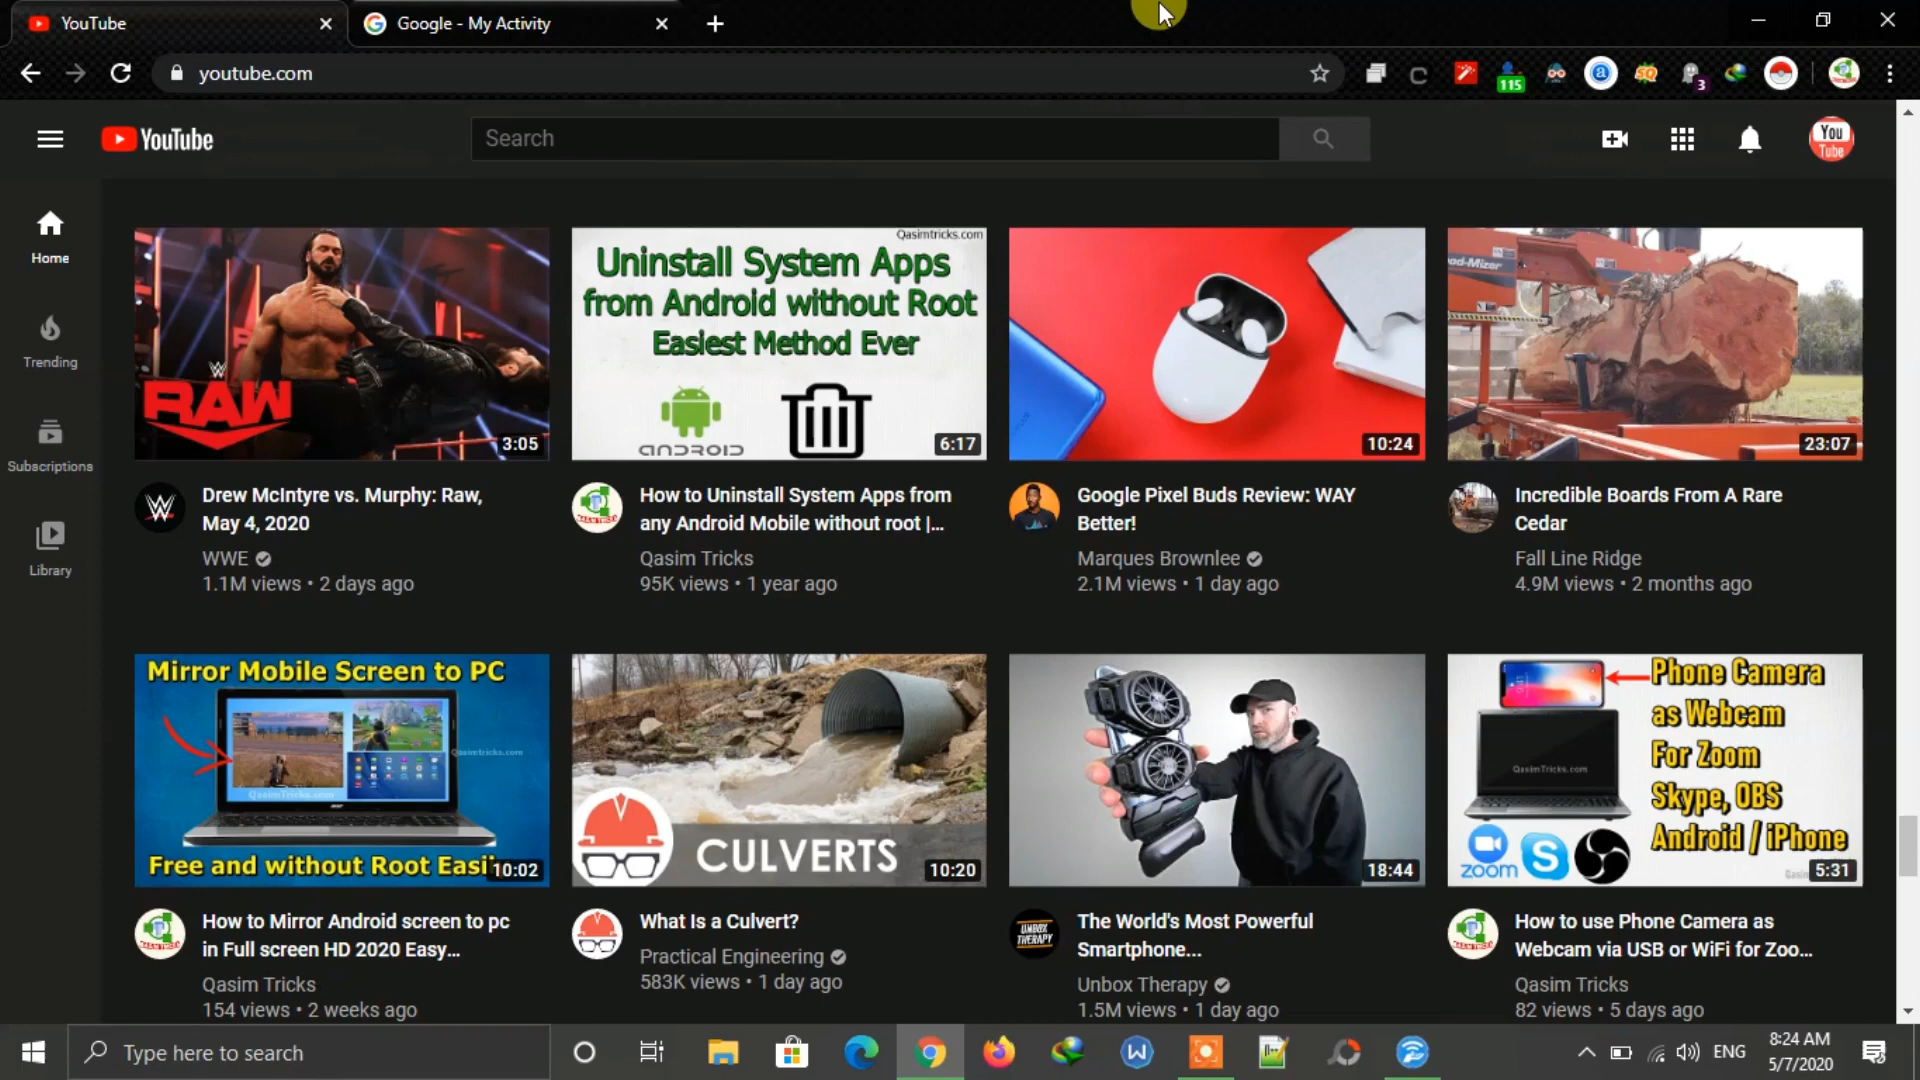 YouTube
Google - My Activity
youtube.com
115
3
YouTube
Search
You
Tube
Home
Trending
Subscriptions
Library
RAW
3:05
Qasimtricks.com
Uninstall System Apps
from Android without Root
Easiest Method Ever
ANDROID
6:17
10:24
23:07
Drew McIntyre vs. Murphy: Raw,
May 4, 2020
WWE
1.1M views • 2 days ago
How to Uninstall System Apps from
any Android Mobile without root |...
Qasim Tricks
95K views • 1 year ago
Google Pixel Buds Review: WAY
Better!
Marques Brownlee
2.1M views • 1 day ago
Incredible Boards From A Rare
Cedar
Fall Line Ridge
4.9M views • 2 months ago
Mirror Mobile Screen to PC
Qasimtricks.com
QasimTricks.com
acer
Free and without Root Easi
10:02
CULVERTS
10:20
18:44
Phone Camera
as Webcam
For Zoom
Skype, OBS
Android / iPhone
QasimTricks.com
zoom
5:31
How to Mirror Android screen to pc
in Full screen HD 2020 Easy...
Qasim Tricks
154 views • 2 weeks ago
What Is a Culvert?
Practical Engineering
583K views • 1 day ago
UNBOX
THERAPY
The World's Most Powerful
Smartphone...
Unbox Therapy
1.5M views • 1 day ago
How to use Phone Camera as
Webcam via USB or WiFi for Zoo...
Qasim Tricks
82 views • 5 days ago
Type here to search
ENG
8:24 AM
5/7/2020